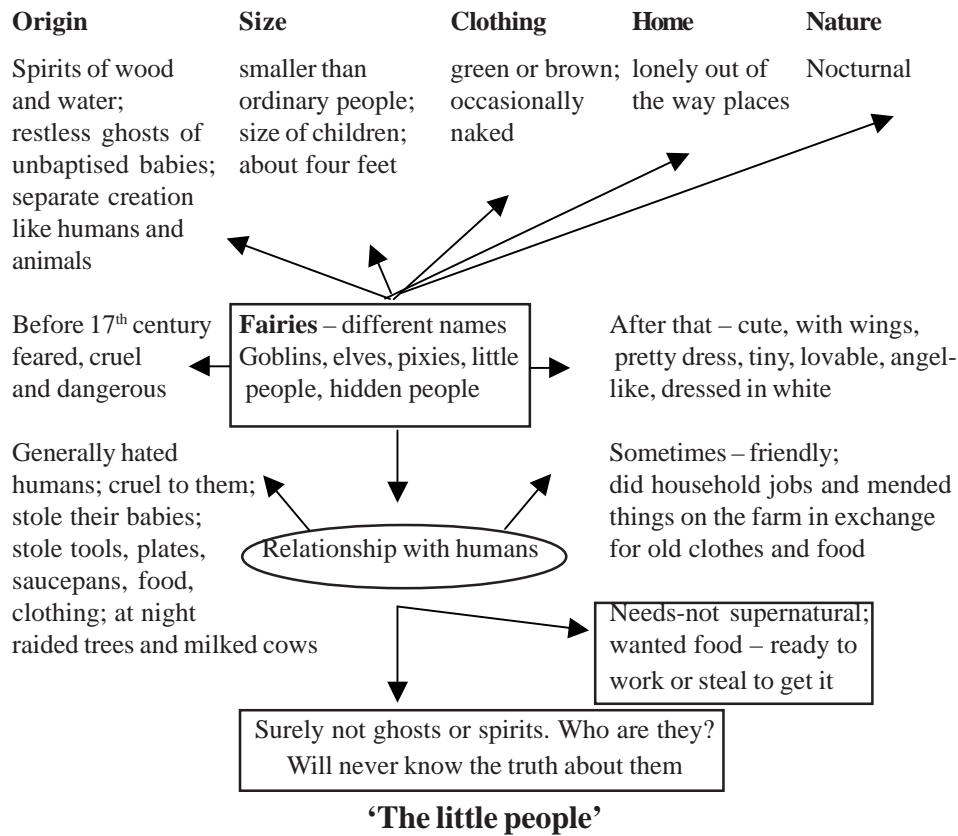 Origin
Spirits of wood
and water;
restless ghosts of
unbaptised babies;
separate creation
like humans and
animals
Size
smaller than
ordinary people;
size of children;
about four feet
Clothing
green or brown;
occasionally
naked
Home
lonely out of
the way places
Nature
Nocturnal
Before 17th century
feared, cruel
and dangerous
Fairies – different names
Goblins, elves, pixies, little
people, hidden people
After that – cute, with wings,
pretty dress, tiny, lovable, angel-
like, dressed in white
Generally hated
humans; cruel to them;
stole their babies;
stole tools, plates,
saucepans, food,
clothing; at night
raided trees and milked cows
Relationship with humans
Sometimes – friendly;
did household jobs and mended
things on the farm in exchange
for old clothes and food
Needs-not supernatural;
wanted food – ready to
work or steal to get it
Surely not ghosts or spirits. Who are they?
Will never know the truth about them
‘The little people’